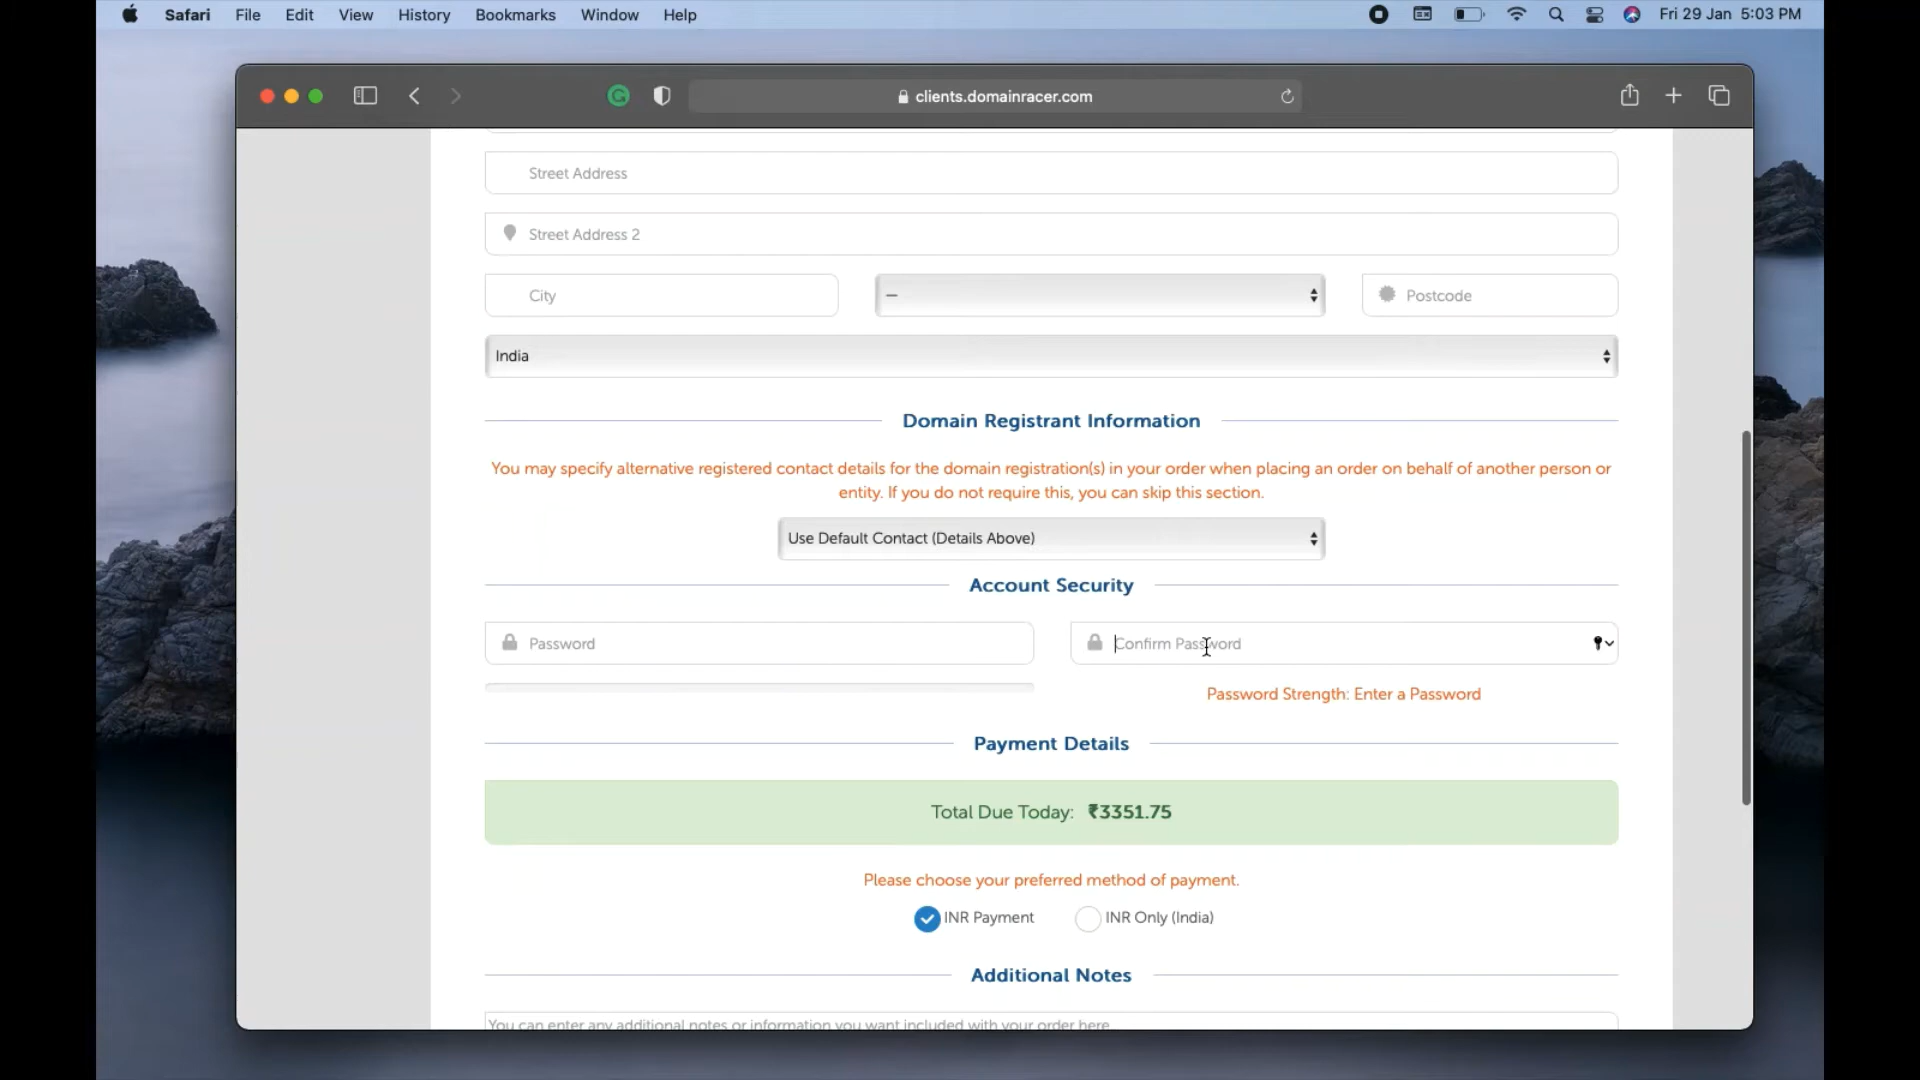 Safari File Edit View History Bookmarks Window Help Fri 29 Jan 5:03 PM
clients.domainracer.com
Street Address
Street Address 2
City — Postcode
India
Domain Registrant Information
You may specify alternative registered contact details for the domain registration(s) in your order when placing an order on behalf of another person or
entity. If you do not require this, you can skip this section.
Use Default Contact (Details Above)
Account Security
Password Confirm Password
Password Strength: Enter a Password
Payment Details
Total Due Today: ₹3351.75
Please choose your preferred method of payment.
INR Payment INR Only (India)
Additional Notes
You can enter any additional notes or information you want included with your order here